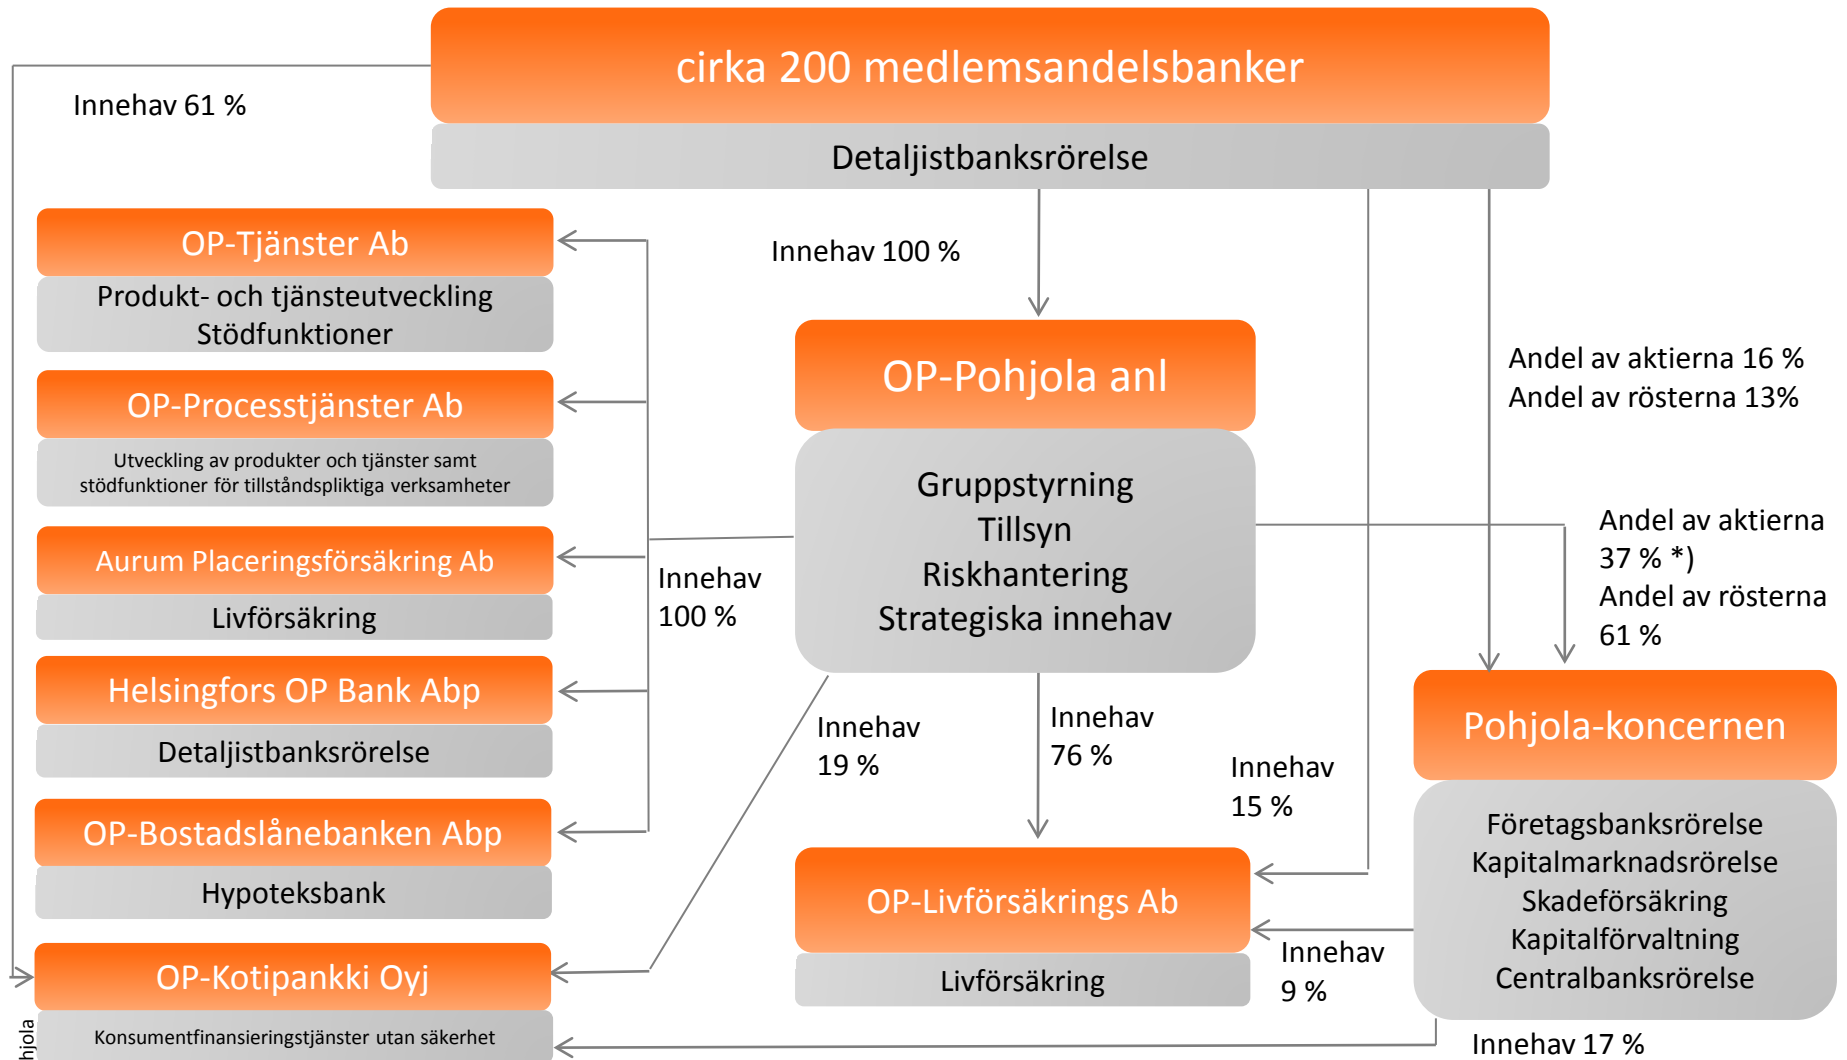 cirka 200 medlemsandelsbanker
Detaljistbanksrörelse
Innehav 61 %
OP-Tjänster Ab
Produkt- och tjänsteutveckling
Stödfunktioner
OP-Processtjänster Ab
Utveckling av produkter och tjänster samt
stödfunktioner för tillståndspliktiga verksamheter
Aurum Placeringsförsäkring Ab
Livförsäkring
Helsingfors OP Bank Abp
Detaljistbanksrörelse
OP-Bostadslånebanken Abp
Hypoteksbank
OP-Kotipankki Oyj
Konsumentfinansieringstjänster utan säkerhet
Innehav
100 %
Innehav 100 %
OP-Pohjola anl
Gruppstyrning
Tillsyn
Riskhantering
Strategiska innehav
Innehav
19 %
Innehav
76 %
Innehav
15 %
OP-Livförsäkrings Ab
Livförsäkring
Innehav
9 %
Andel av aktierna 16 %
Andel av rösterna 13%
Andel av aktierna
37 % *)
Andel av rösterna
61 %
Pohjola-koncernen
Företagsbanksrörelse
Kapitalmarknadsrörelse
Skadeförsäkring
Kapitalförvaltning
Centralbanksrörelse
Innehav 17 %
hjola